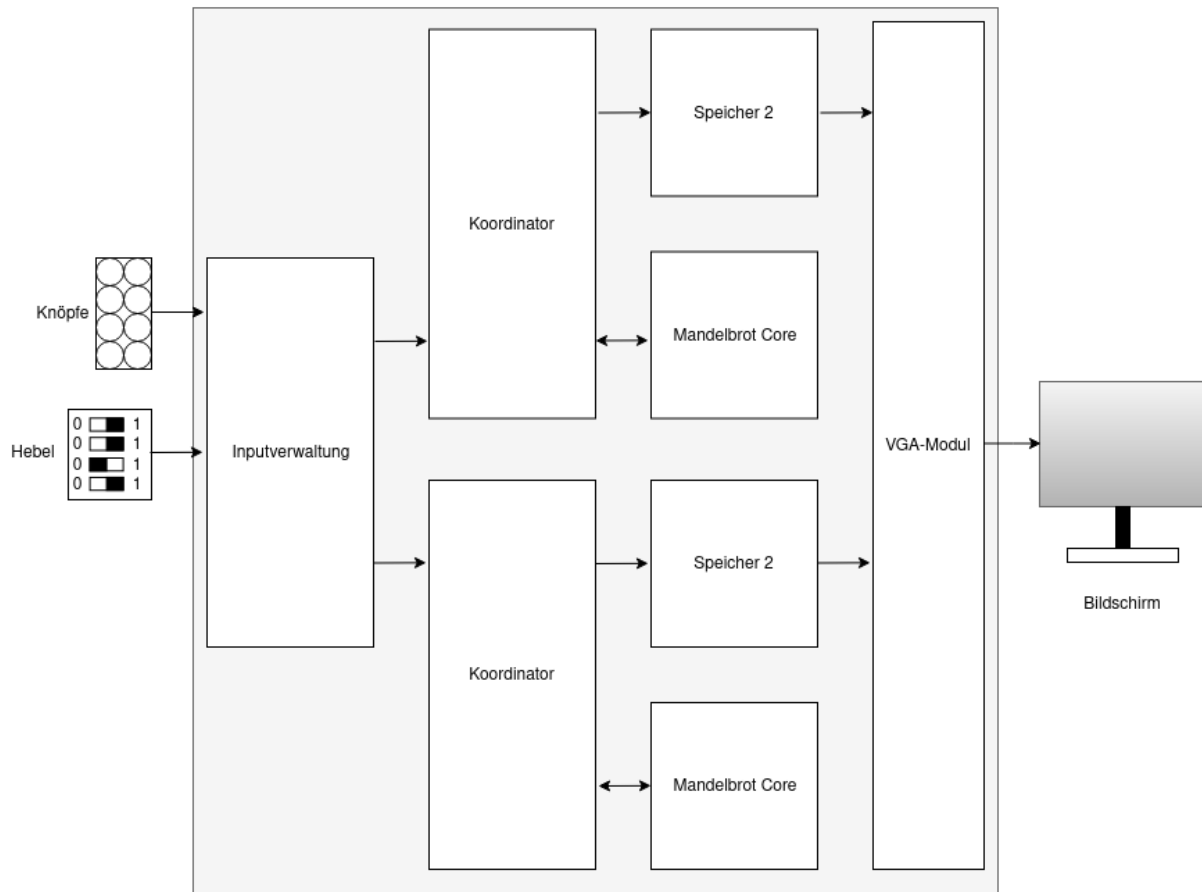 Speicher 2
Koordinator
Knöpfe
Mandelbrot Core
Hebel
0 1
0 1
0 1
0 1
Inputverwaltung
VGA-Modul
Speicher 2
Bildschirm
Koordinator
Mandelbrot Core